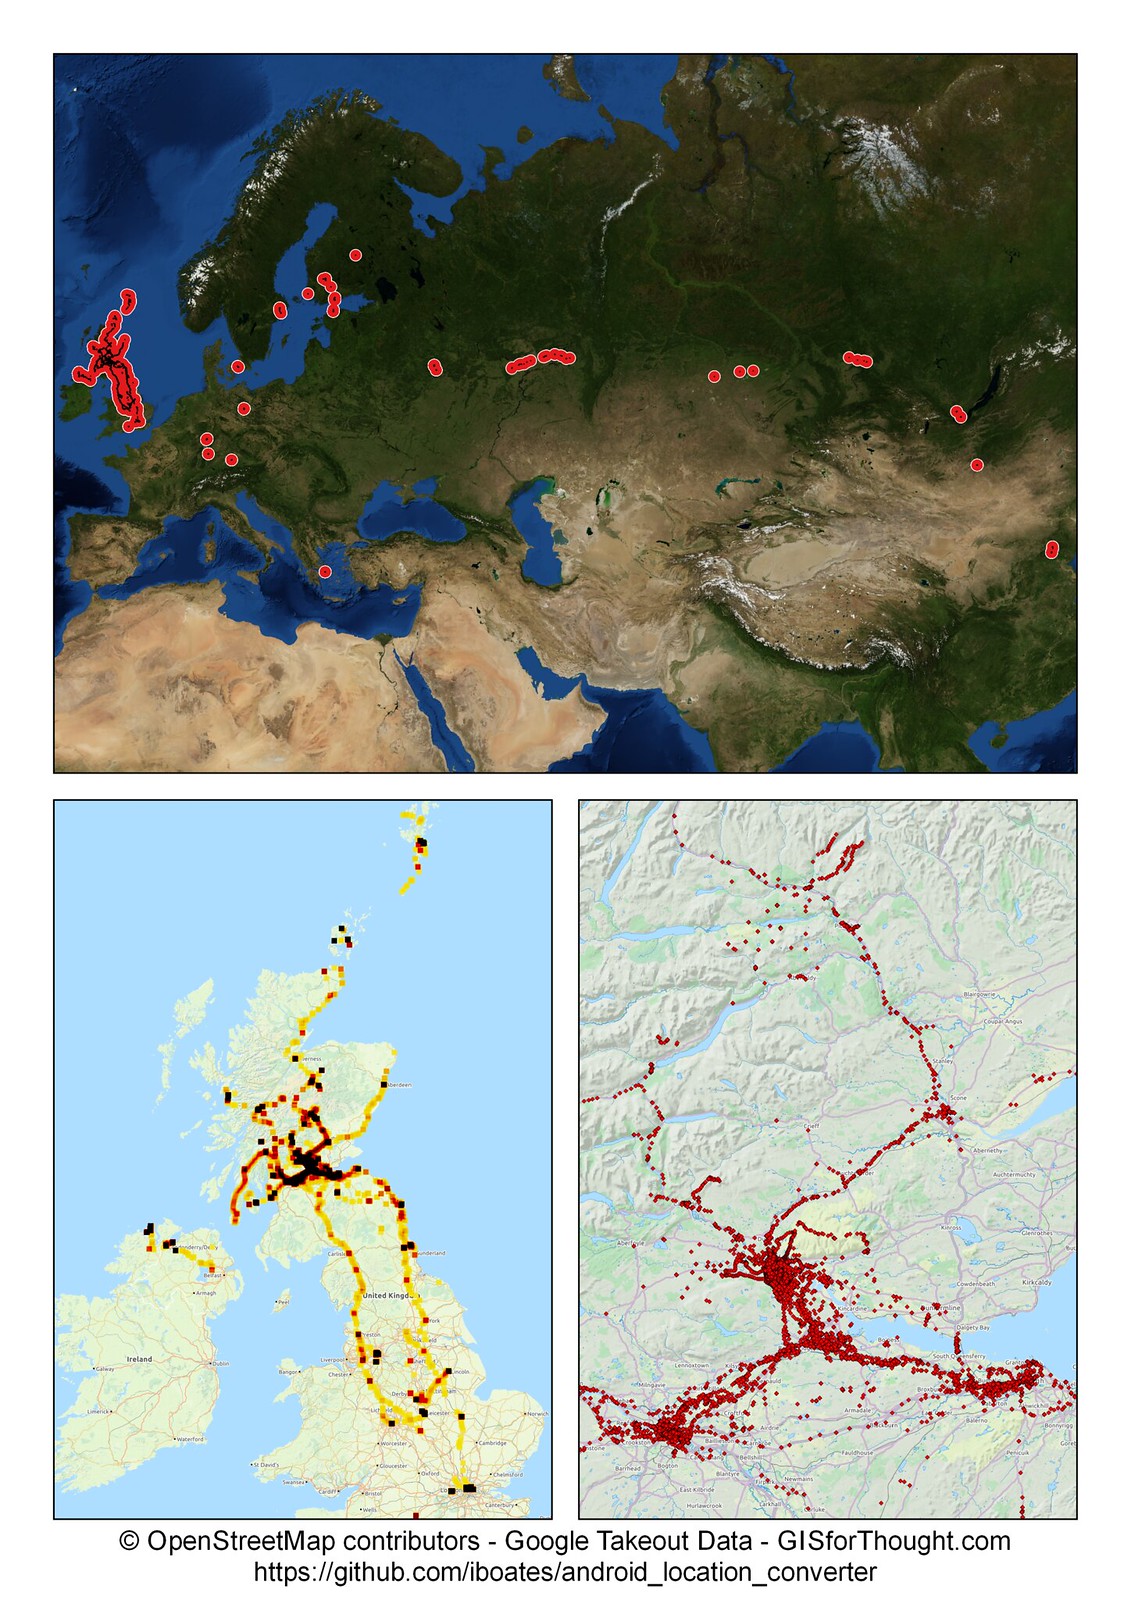 Inverness
Aberdeen
Londonderry/Derry
Belfast
Armagh
Carlisle
Sunderland
Peel
United Kingdom
York
Preston
Ireland
Galway
Dublin
Liverpool
Bangor
Chester
Lincoln
Derby
Limerick
Leicester
Norwich
Waterford
Worcester
Cambridge
St David's
Gloucester
Oxford
Chelmsford
Swansea
Cardiff
Bristol
Wells
Canterbury
Blairgowrie
Coupar Angus
Stanley
Scone
Crieff
Abernethy
Auchtermuchty
Kinross
Glenrothes
Aberfoyle
Cowdenbeath
Kirkcaldy
Kincardine
Dunfermline
Dalgety Bay
South Queensferry
Lennoxtown
Milngavie
Armadale
Airdrie
Balerno
Bonnyrigg
Fauldhouse
Penicuik
Barrhead
Bellshill
Blantyre
Newmains
East Kilbride
Larkhall
Hurlawcrook
© OpenStreetMap contributors - Google Takeout Data - GISforThought.com
https://github.com/iboates/android_location_converter